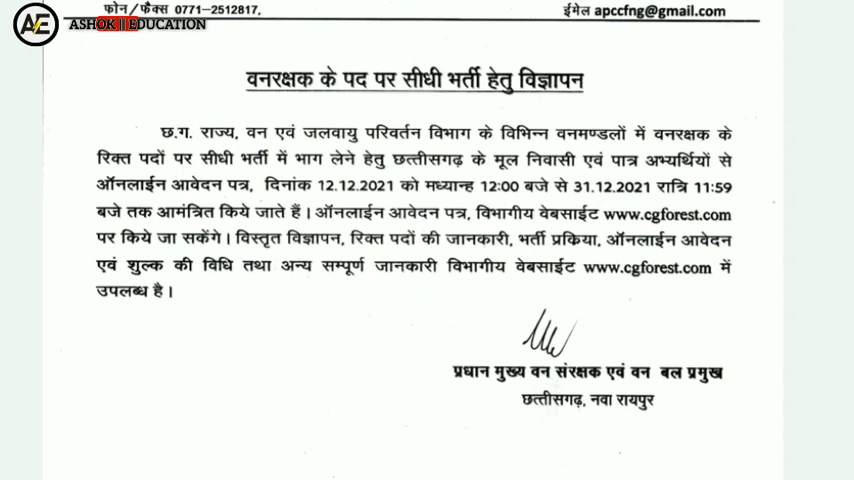 फोन/फैक्स 0771-2512817,
ईमेल apccfng@gmail.com
AE
ASHOK || EDUCATION
वनरक्षक के पद पर सीधी भर्ती हेतु विज्ञापन
छ.ग. राज्य, वन एवं जलवायु परिवर्तन विभाग के विभिन्न वनमण्डलों में वनरक्षक के
रिक्त पदों पर सीधी भर्ती में भाग लेने हेतु छत्तीसगढ़ के मूल निवासी एवं पात्र अभ्यर्थियों से
ऑनलाईन आवेदन पत्र, दिनांक 12.12.2021 को मध्यान्ह 12:00 बजे से 31.12.2021 रात्रि 11:59
बजे तक आमंत्रित किये जाते हैं। ऑनलाईन आवेदन पत्र, विभागीय वेबसाईट www.cgforest.com
पर किये जा सकेंगे। विस्तृत विज्ञापन, रिक्त पदों की जानकारी, भर्ती प्रकिया, ऑनलाईन आवेदन
एवं शुल्क की विधि तथा अन्य सम्पूर्ण जानकारी विभागीय वेबसाईट www.cgforest.com में
उपलब्ध है।
प्रधान मुख्य वन संरक्षक एवं वन बल प्रमुख
छत्तीसगढ़, नवा रायपुर